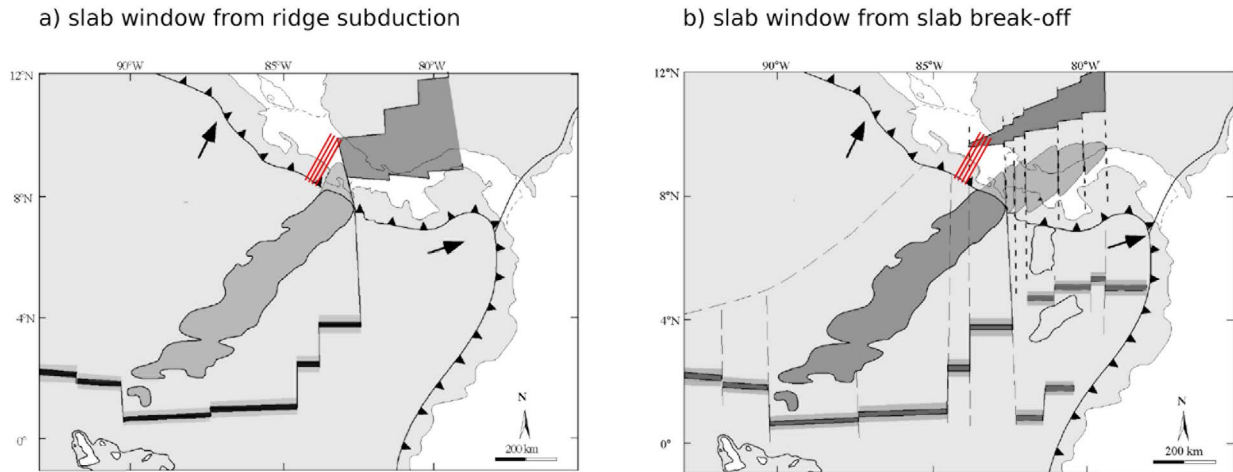 a) slab window from ridge subduction
b) slab window from slab break-off
90°W 85°W 80°W
12°N
8°N
4°N
0°
N
200 km
90°W 85°W 80°W
12°N
8°N
4°N
0°
N
200 km